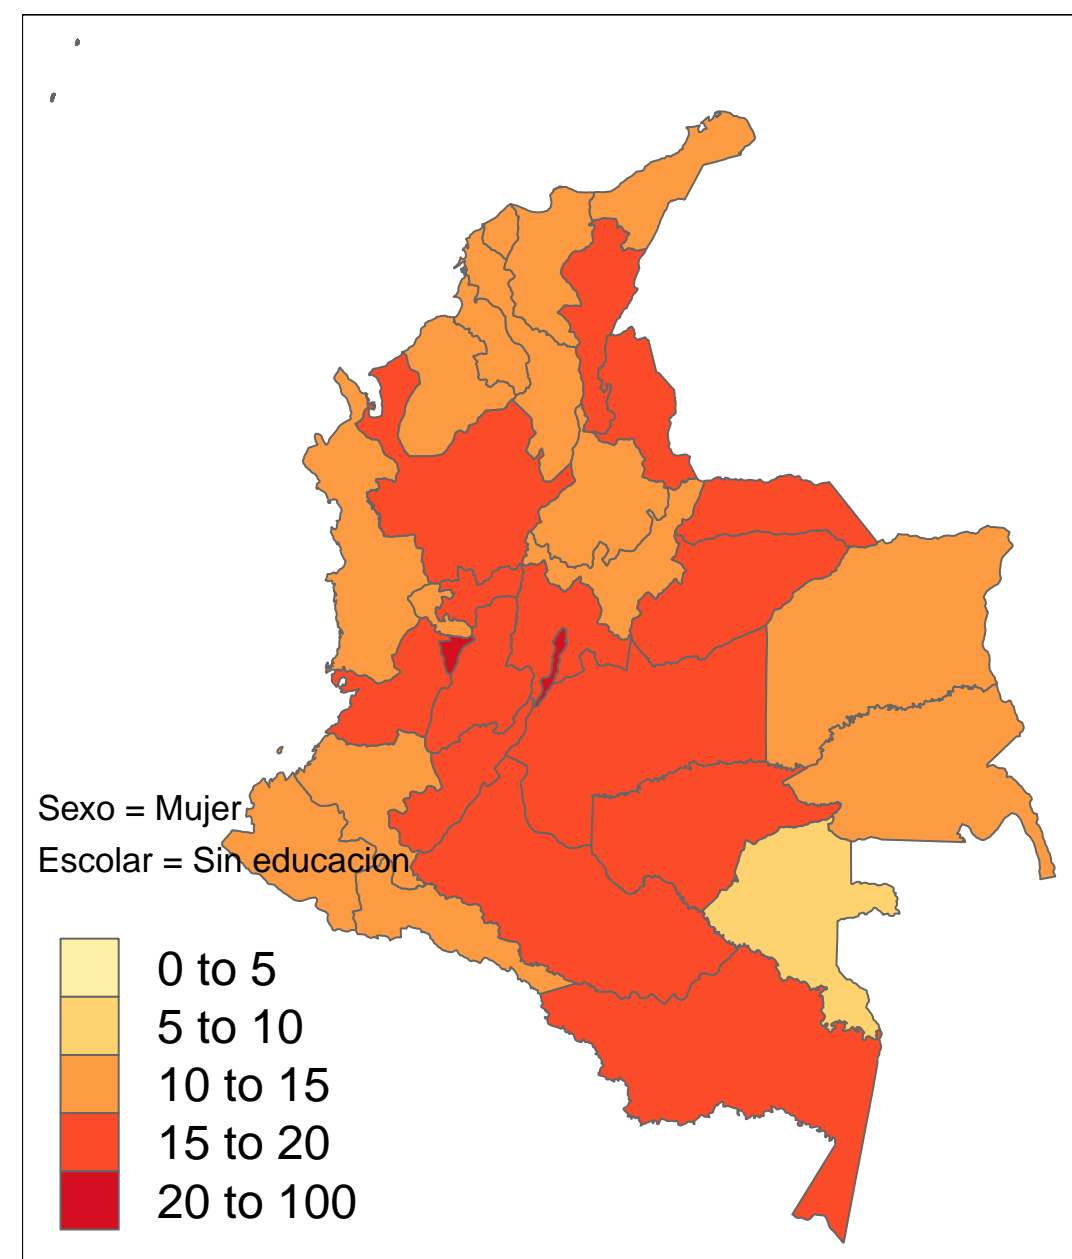 Sexo = Mujer
Escolar = Sin educacion
0 to 5
5 to 10
10 to 15
15 to 20
20 to 100